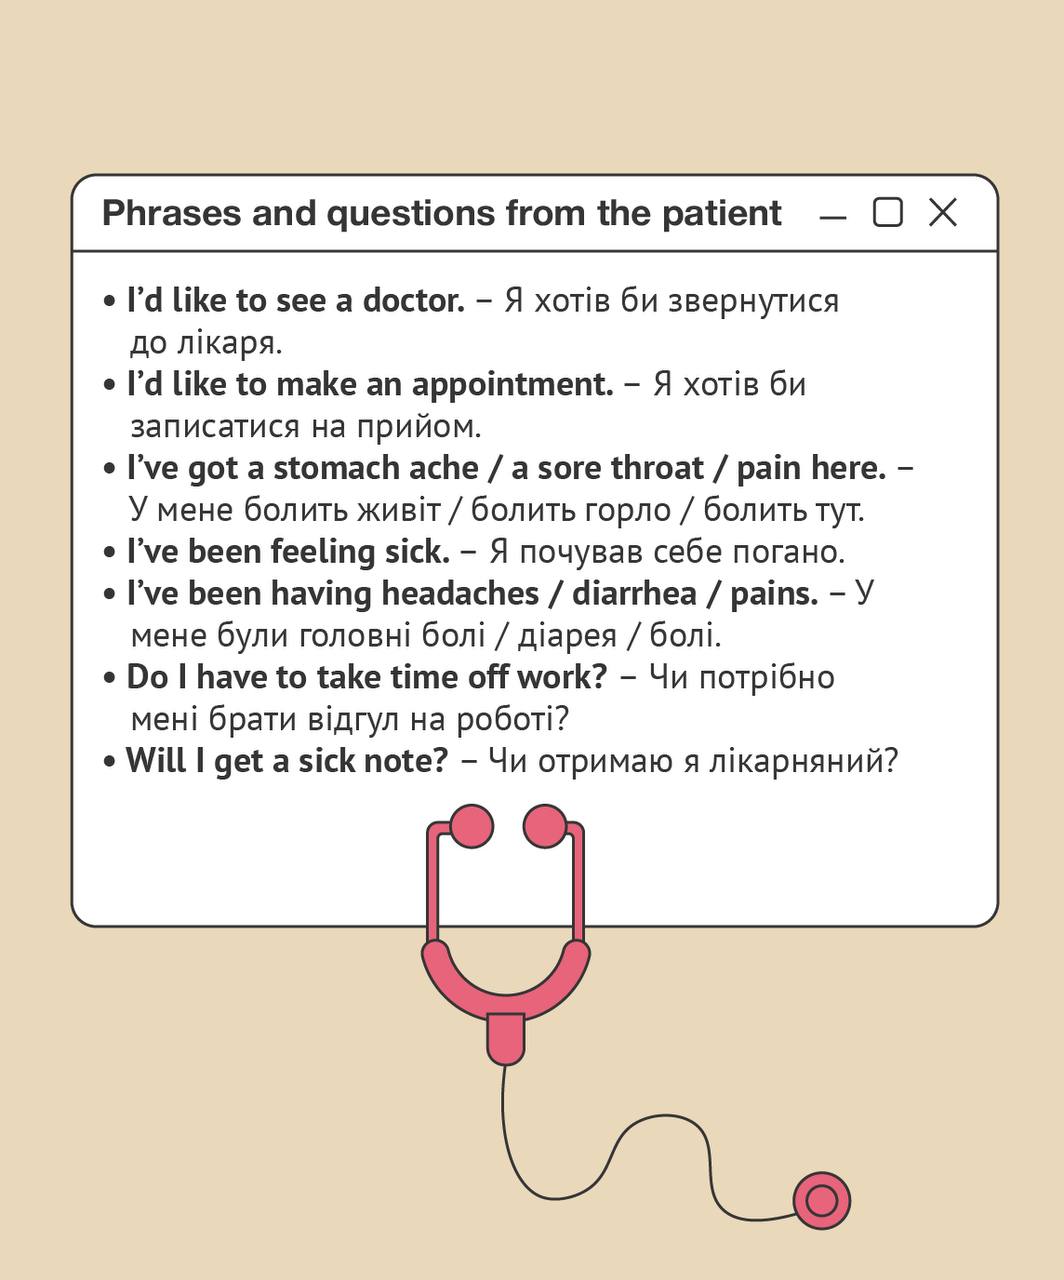 Phrases and questions from the patient
• I’d like to see a doctor. – Я хотів би звернутися
до лікаря.
• I’d like to make an appointment. – Я хотів би
записатися на прийом.
• I’ve got a stomach ache / a sore throat / pain here. –
У мене болить живіт / болить горло / болить тут.
• I’ve been feeling sick. – Я почував себе погано.
• I’ve been having headaches / diarrhea / pains. – У
мене були головні болі / діарея / болі.
• Do I have to take time off work? – Чи потрібно
мені брати відгул на роботі?
• Will I get a sick note? – Чи отримаю я лікарняний?